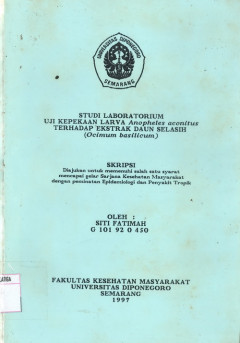 UNIVERSITAS DIPONEGORO
SEMARANG
STUDI LABORATORIUM
UJI KEPEKAAN LARVA Anopheles aconitus
TERHADAP EKSTRAK DAUN SELASIH
(Ocimum basilicum)
SKRIPSI
Diajukan untuk memenuhi salah satu syarat
mencapai gelar Sarjana Kesehatan Masyarakat
dengan peminatan Epidemiologi dan Penyakit Tropik
OLEH :
SITI FATIMAH
G 101 92 0 450
FAKULTAS KESEHATAN MASYARAKAT
UNIVERSITAS DIPONEGORO
SEMARANG
1997